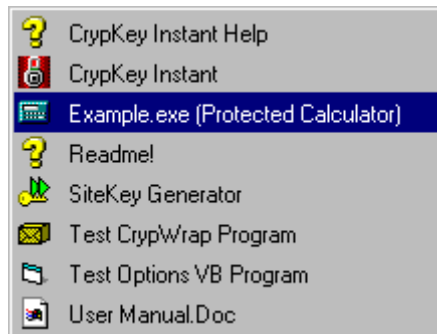 CrypKey Instant Help
CrypKey Instant
Example.exe (Protected Calculator)
Readme!
SiteKey Generator
Test CrypWrap Program
Test Options VB Program
User Manual.Doc